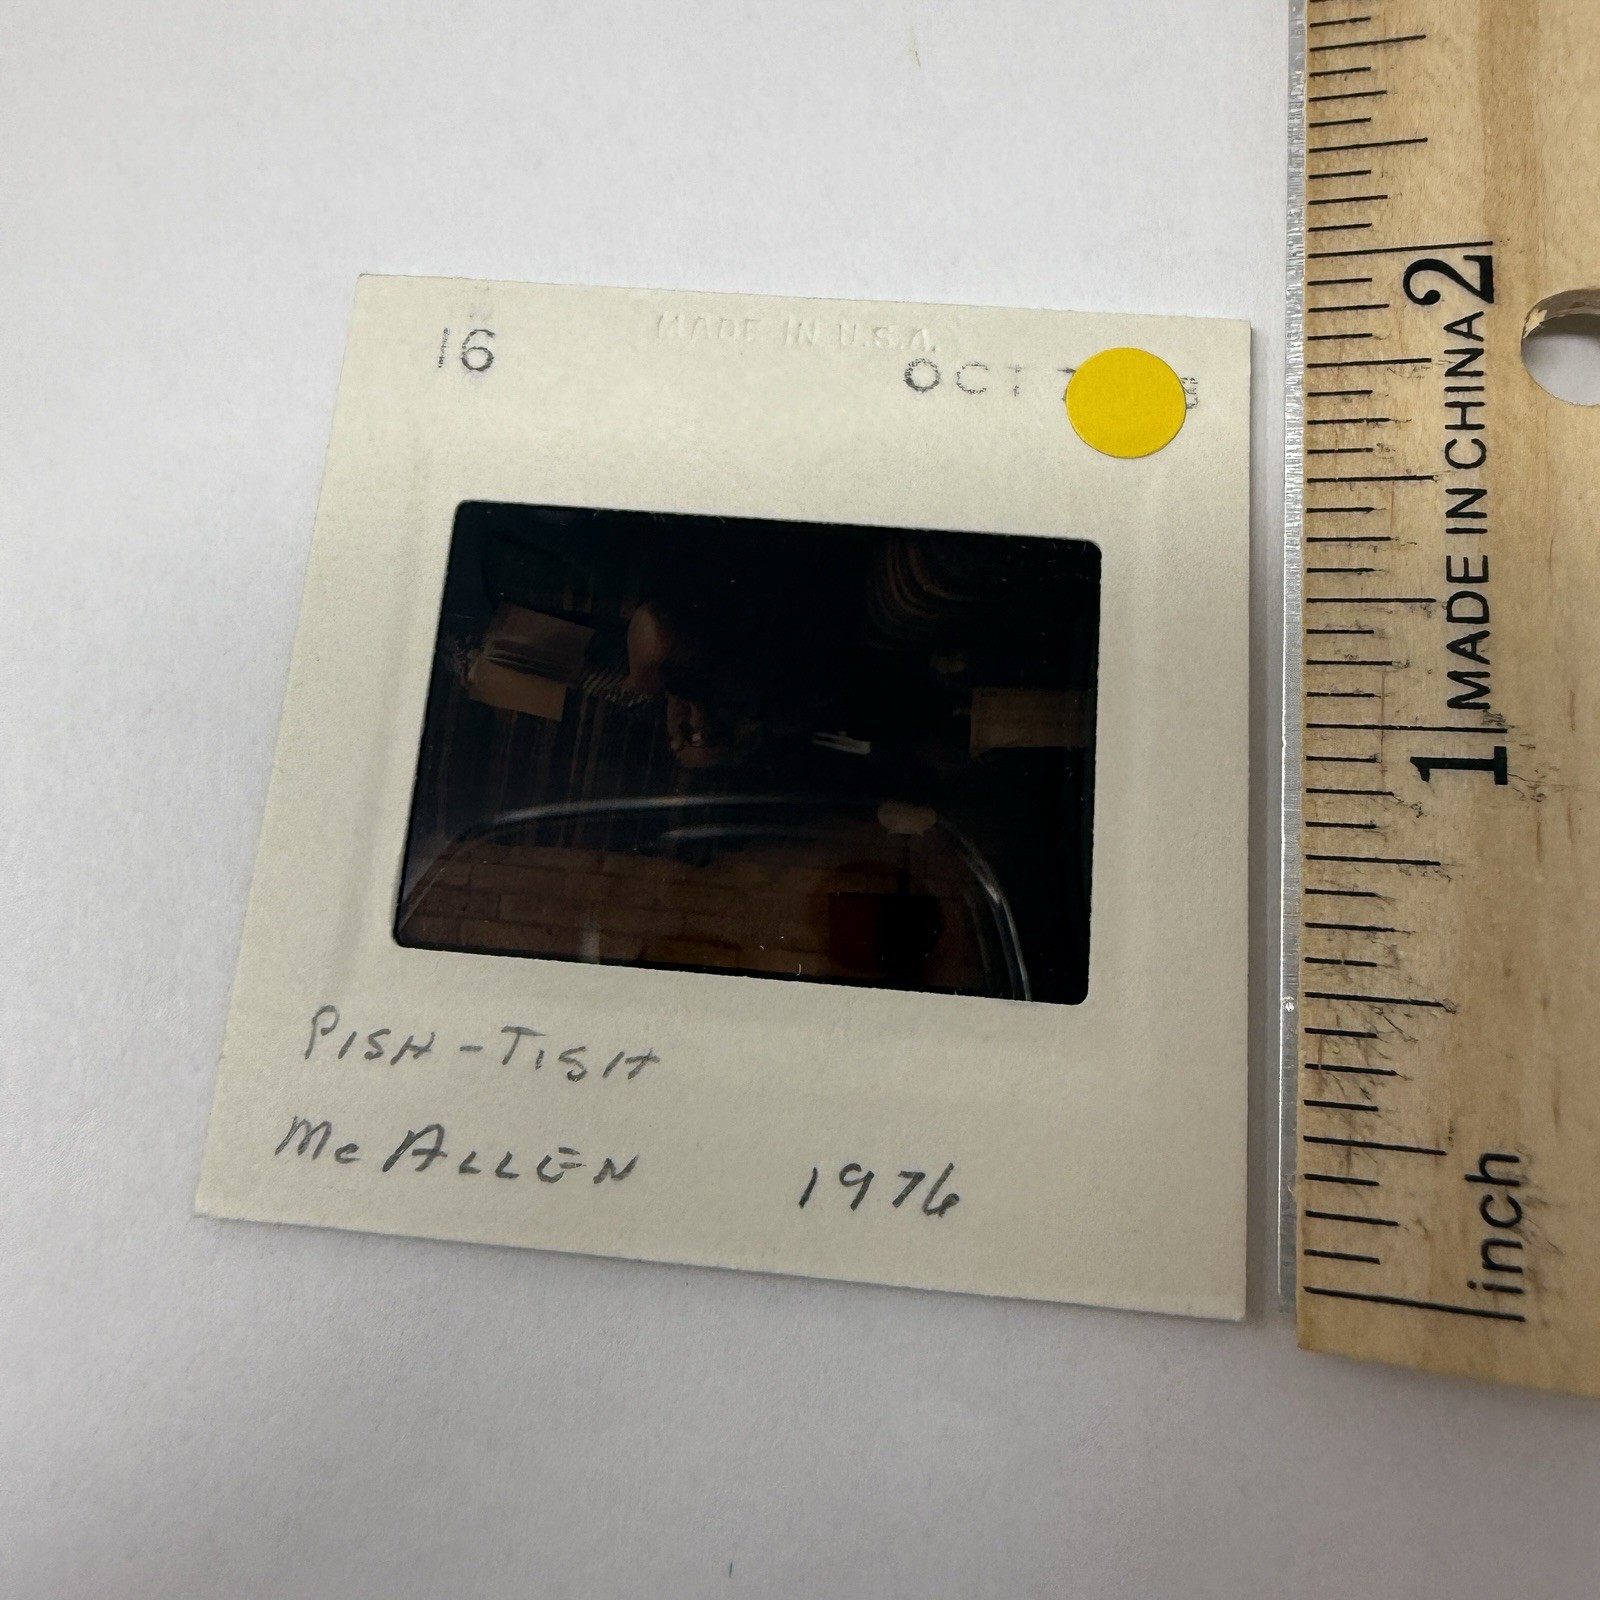 16
MADE IN U.S.A.
OCT
PISH-TISH
McALLEN 1976
MADE IN CHINA
inch
1
2